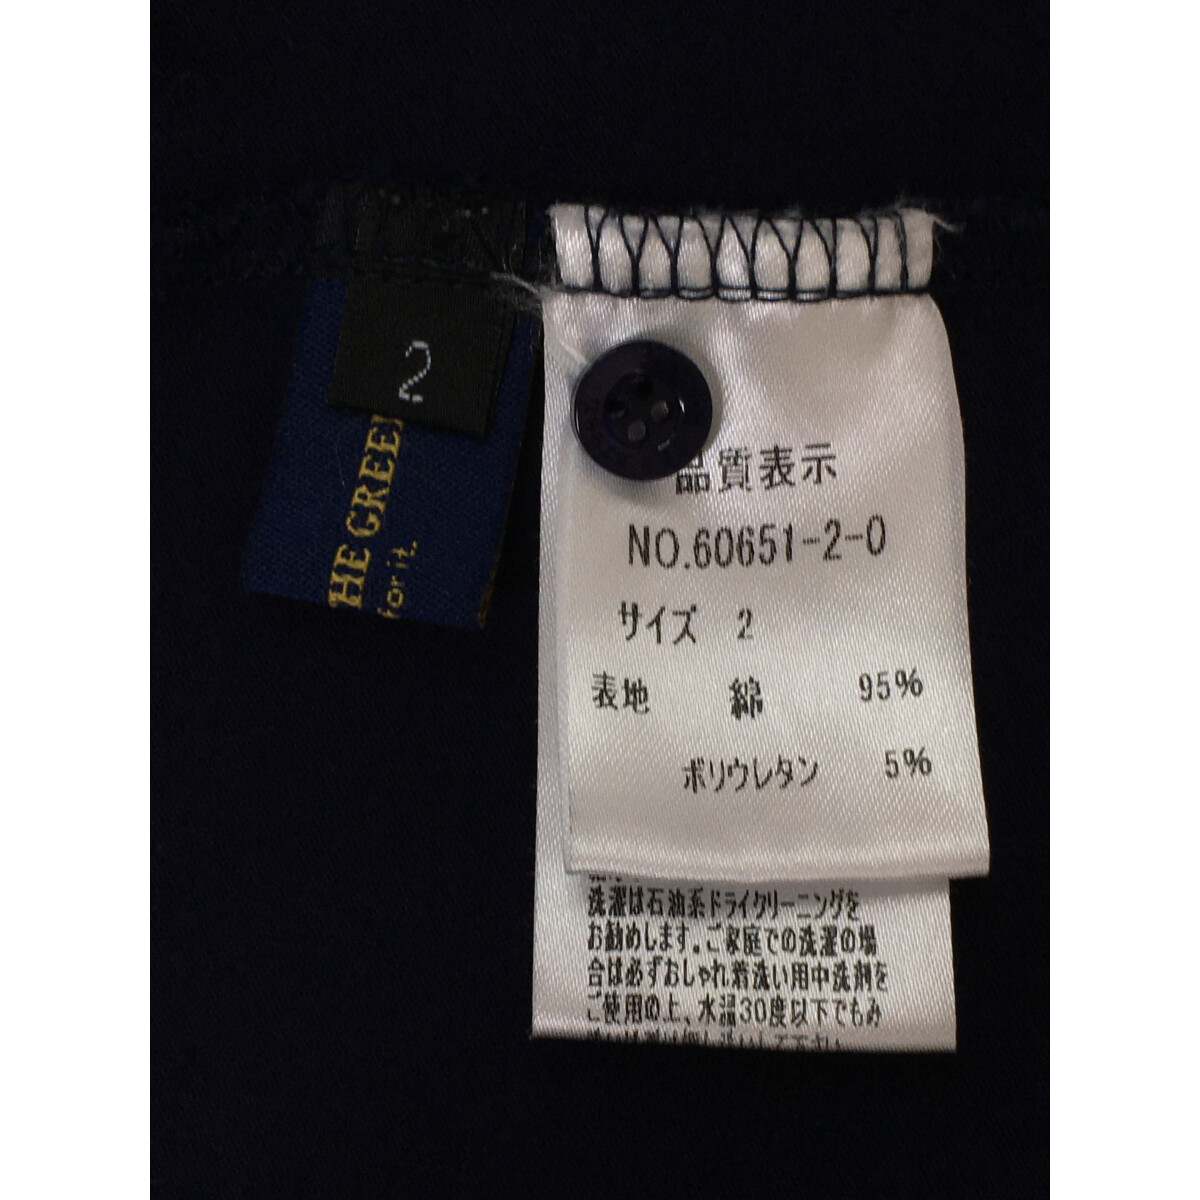 2
HE GREE
for it.
品質表示
NO.60651-2-0
サイズ 2
表地 綿 95%
ポリウレタン 5%
洗濯は石油系ドライクリーニングを
お勧めします。ご家庭での洗濯の場
合は必ずおしゃれ着洗い用中洗剤を
ご使用の上、水温30度以下でもみ